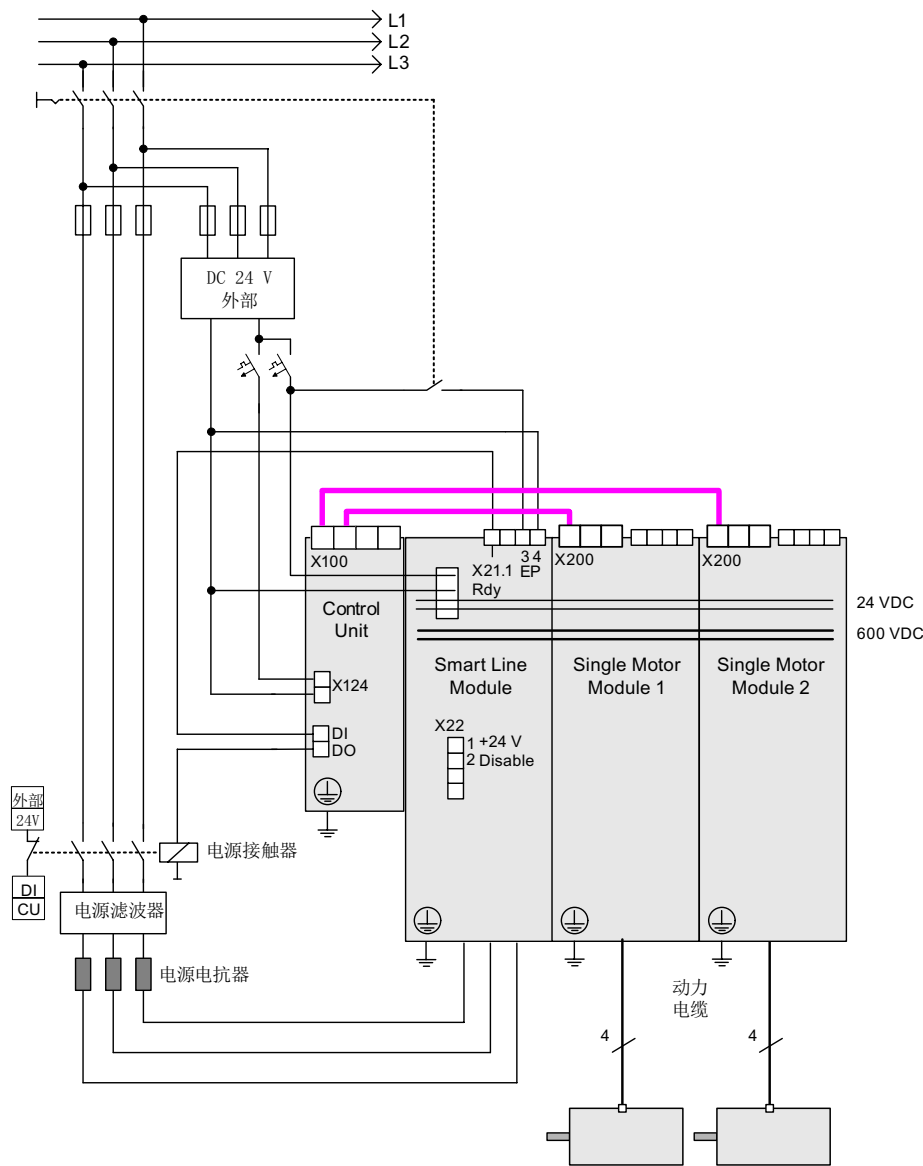 L1
L2
L3
DC 24 V
外部
X100
X21.1
Rdy
3 4
EP
X200
X200
24 VDC
600 VDC
Control
Unit
Smart Line
Module
Single Motor
Module 1
Single Motor
Module 2
X124
DI
DO
X22
1 +24 V
2 Disable
外部
24V
电源接触器
DI
CU
电源滤波器
电源电抗器
动力
电缆
4
4